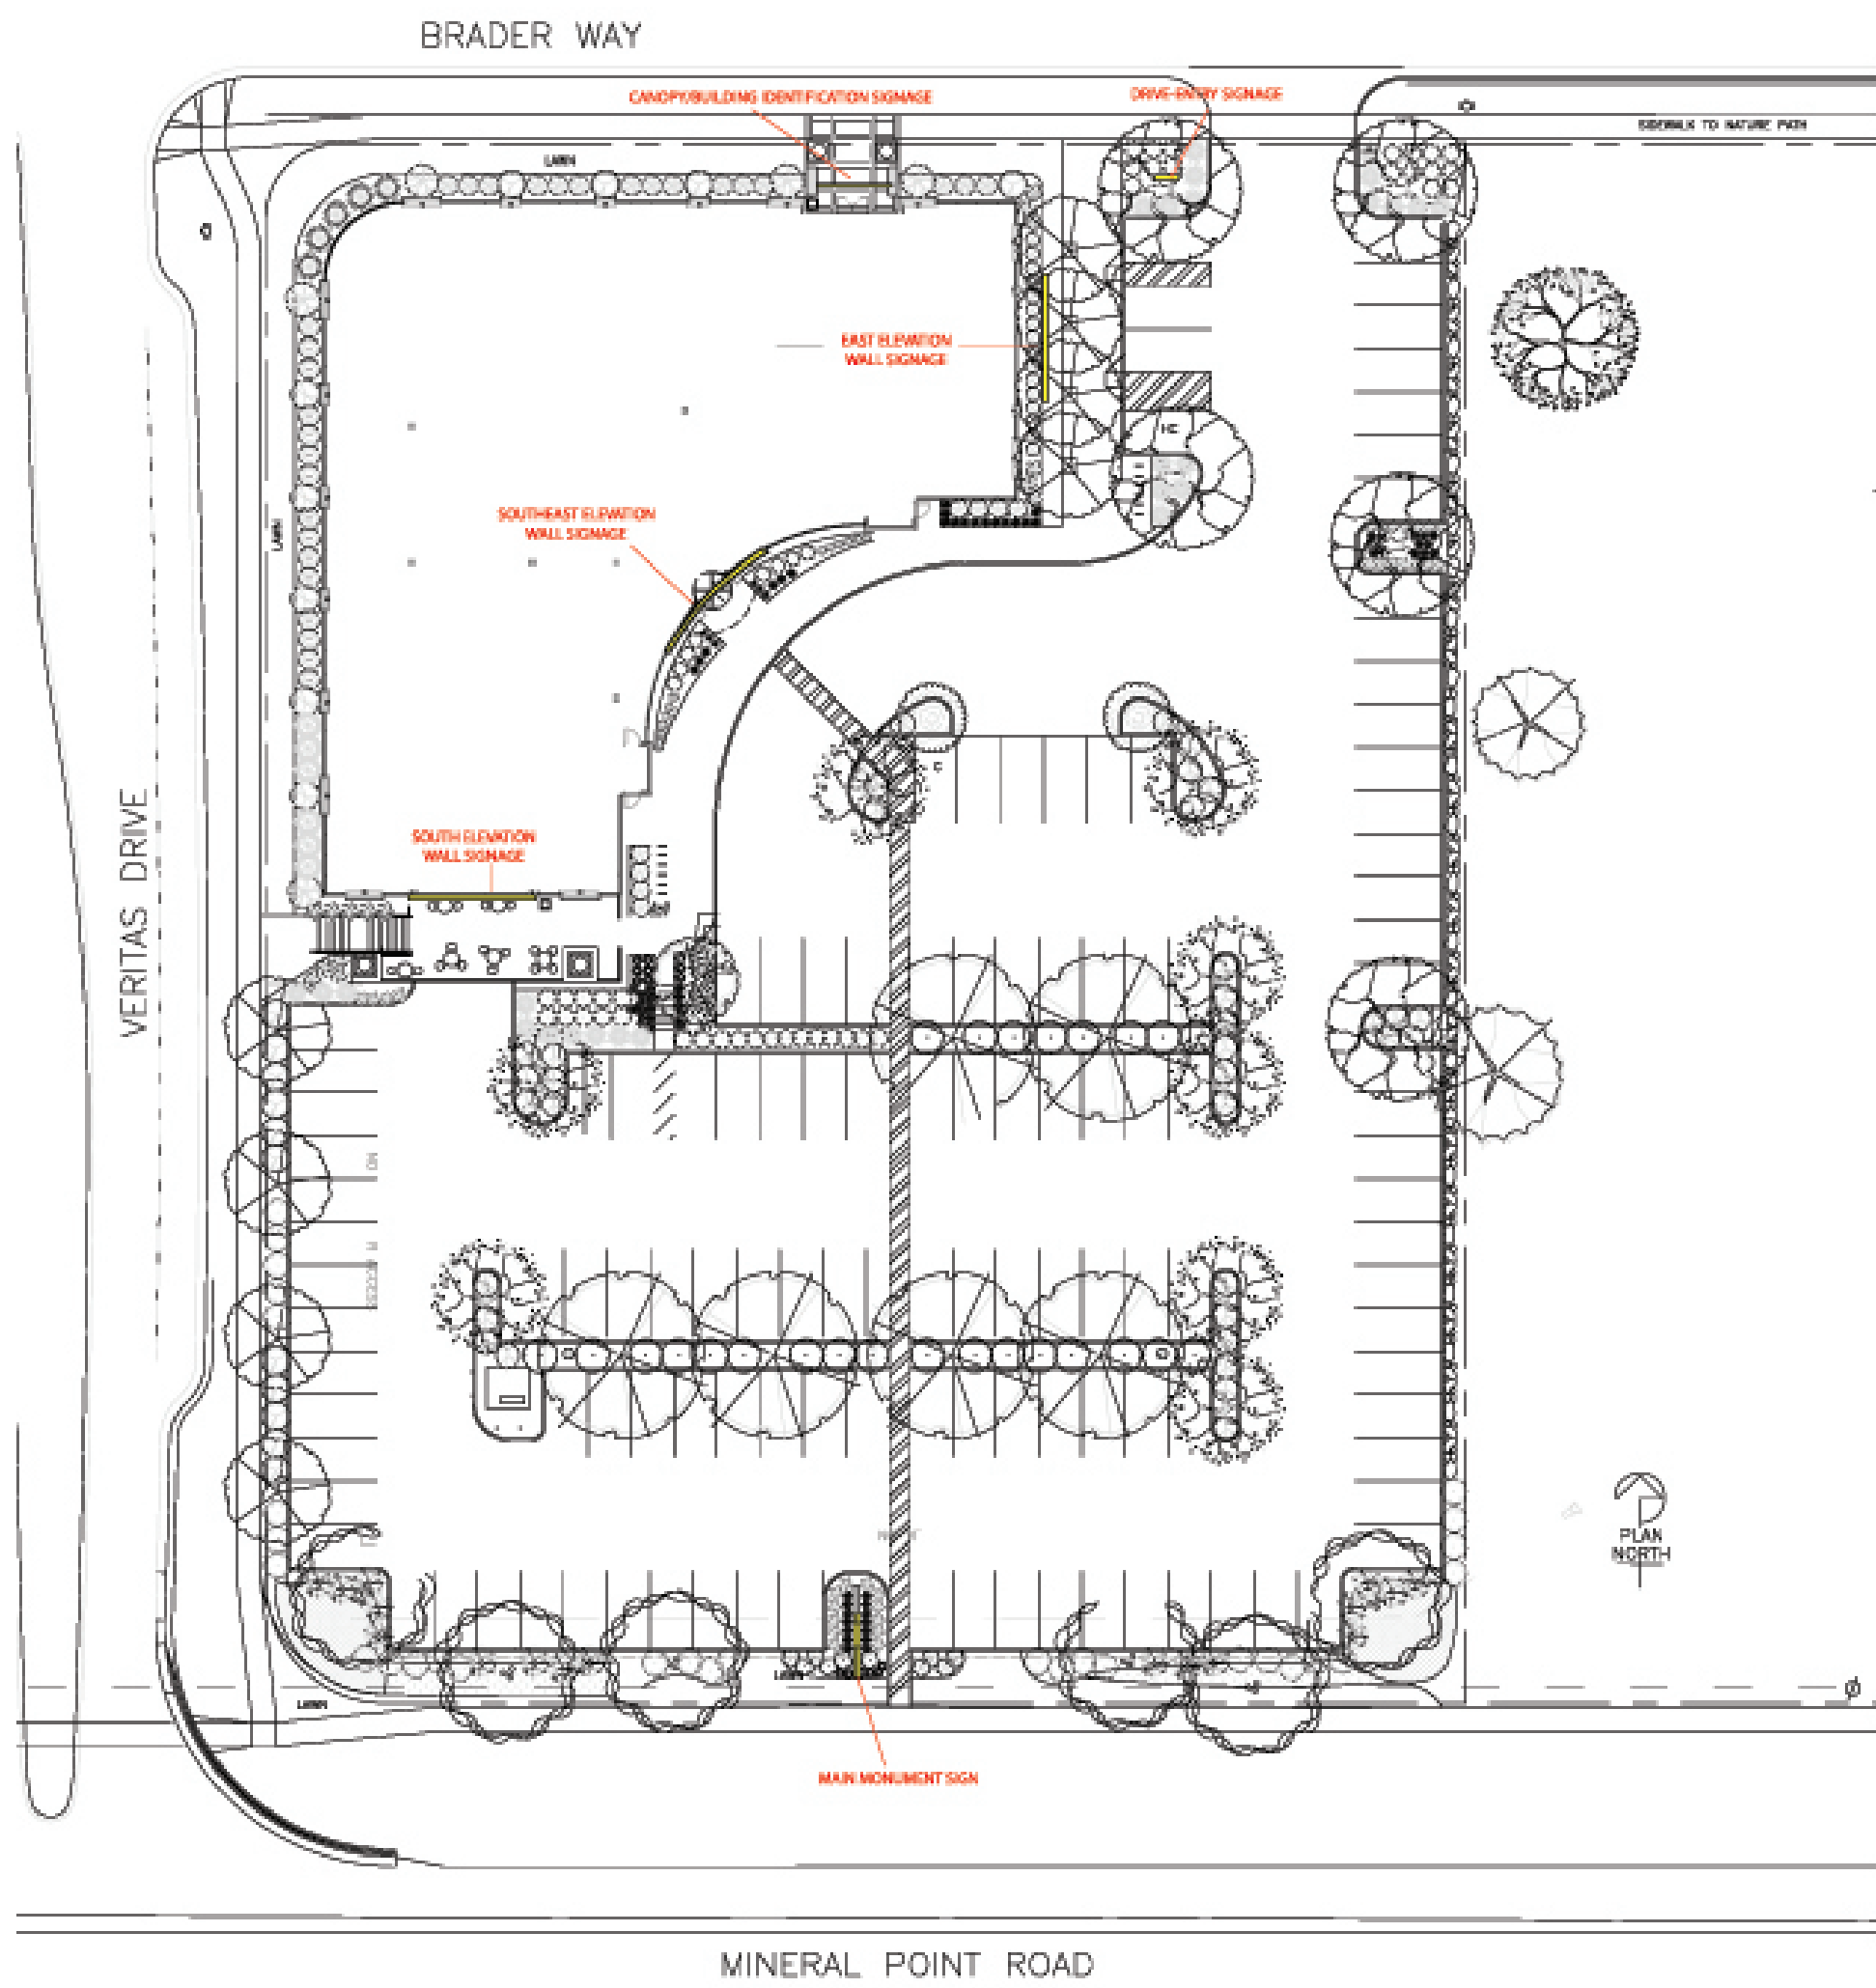 BRADER WAY
CANOPY/BUILDING IDENTIFICATION SIGNAGE
DRIVE-ENTRY SIGNAGE
SIDEWALK TO NATURE PATH
LAWN
EAST ELEVATION
WALL SIGNAGE
HC
SOUTHEAST ELEVATION
WALL SIGNAGE
LAWN
SOUTH ELEVATION
WALL SIGNAGE
VERITAS DRIVE
NO
ACCESS
PLAN
NORTH
LAWN
MAIN MONUMENT SIGN
MINERAL POINT ROAD